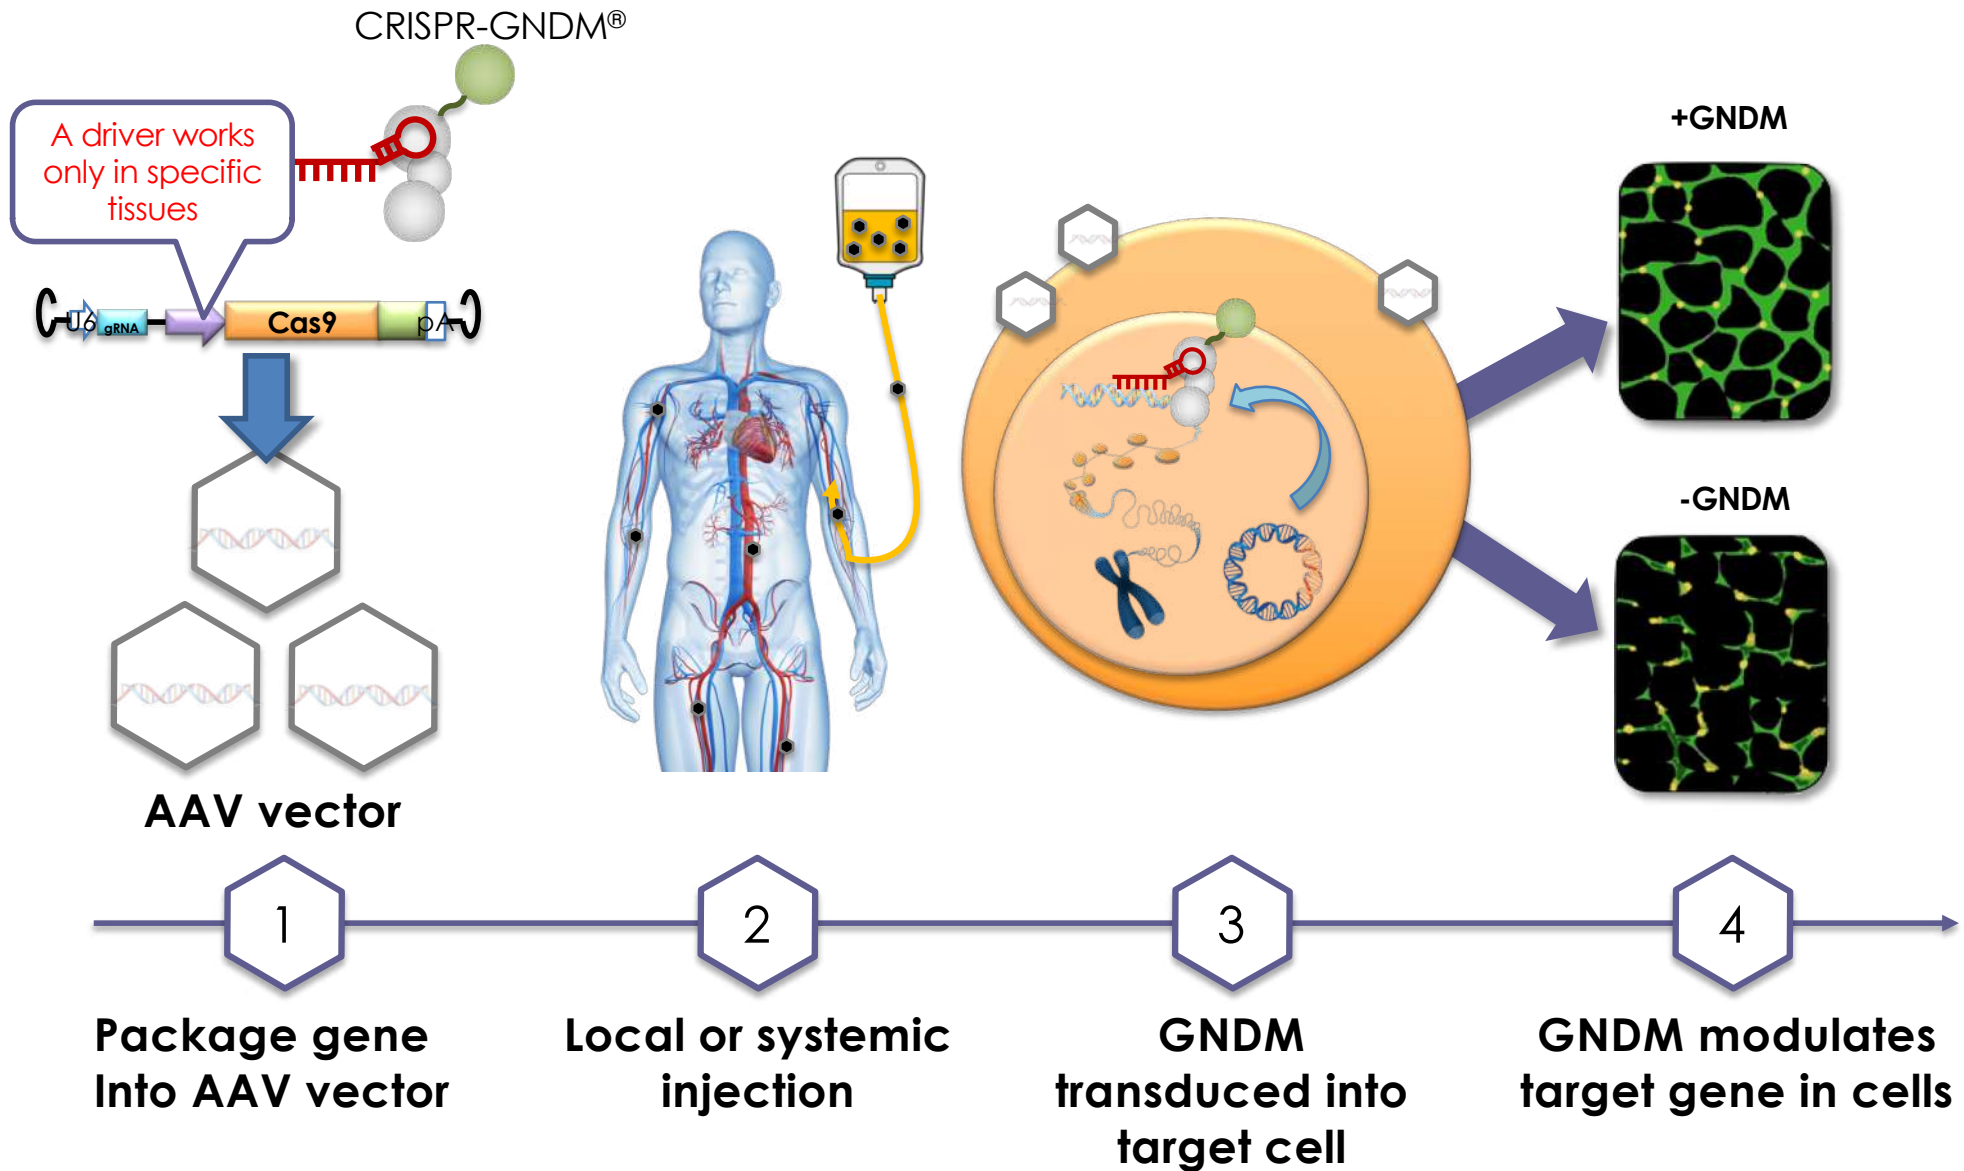 CRISPR-GNDM®
A driver works
only in specific
tissues
U6
gRNA
Cas9
pA
AAV vector
+GNDM
-GNDM
1
2
3
4
Package gene
Into AAV vector
Local or systemic
injection
GNDM
transduced into
target cell
GNDM modulates
target gene in cells